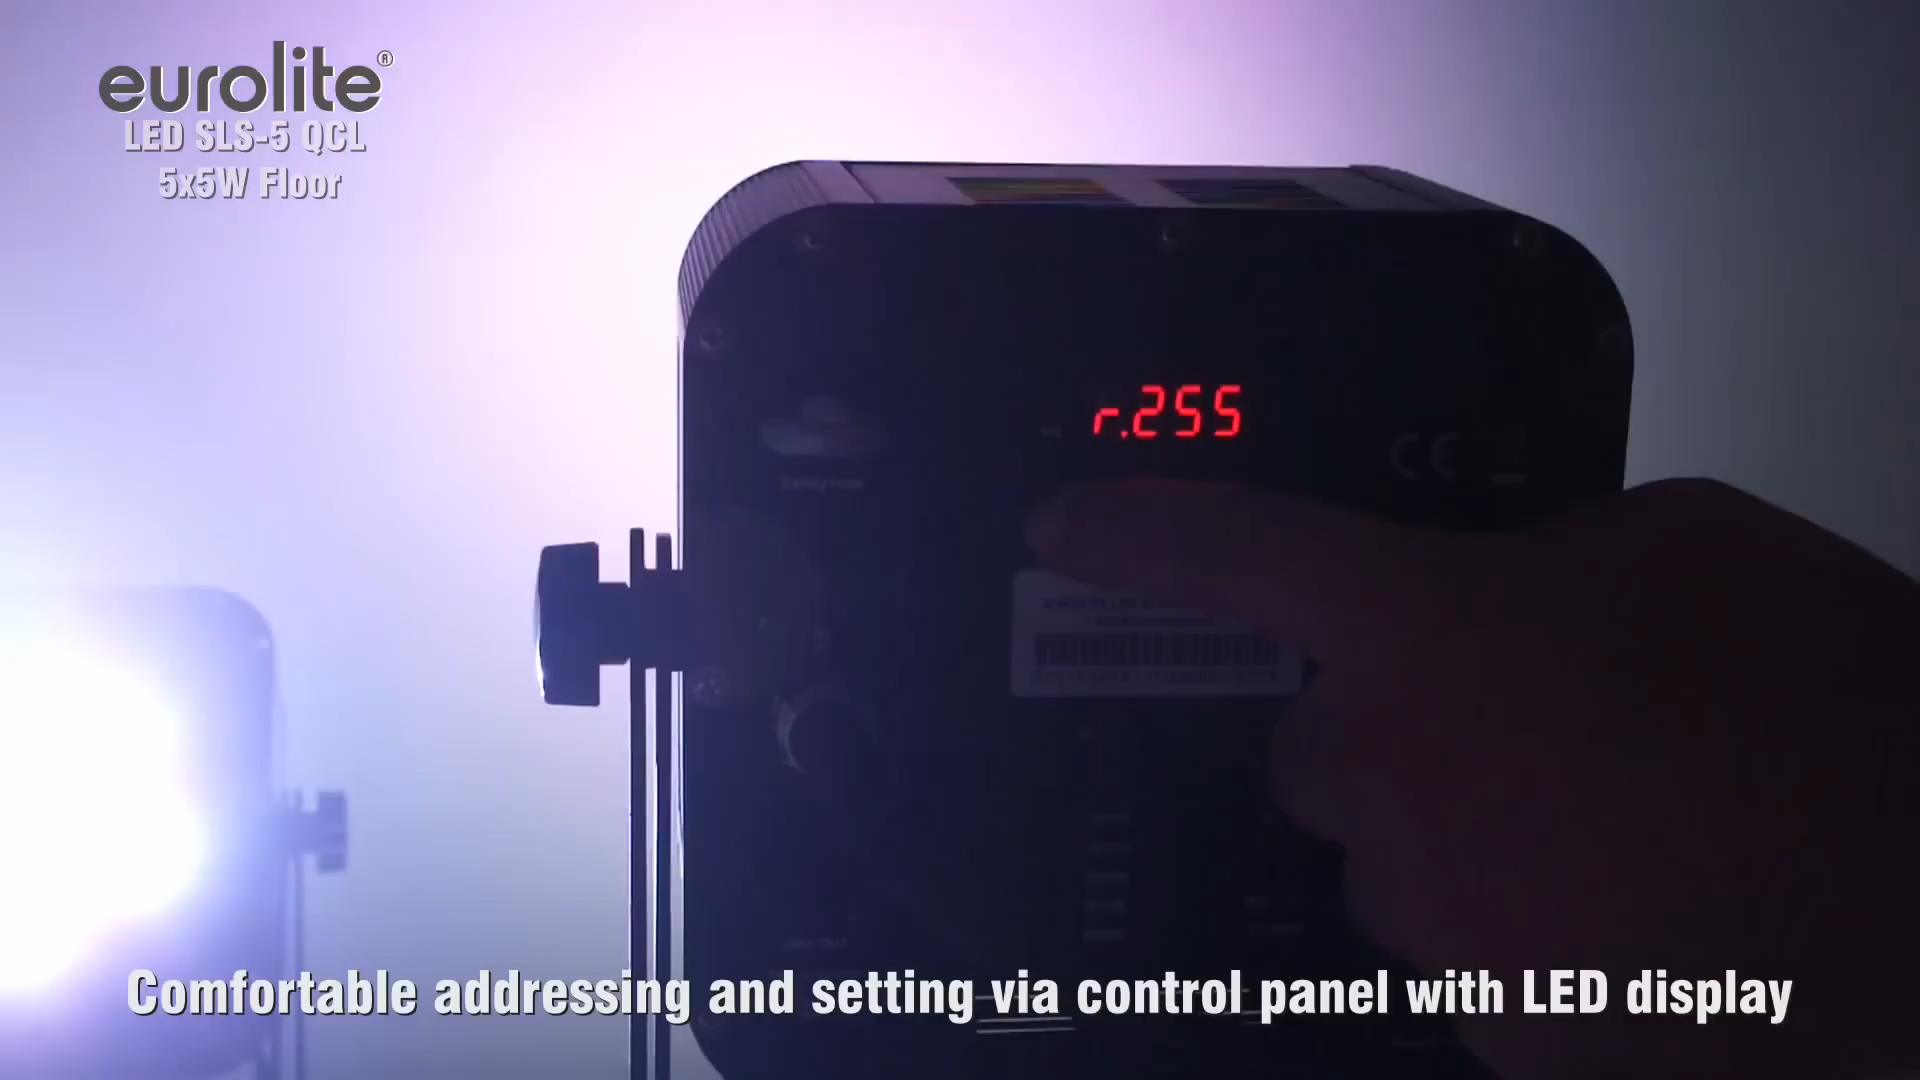 eurolite®
LED SLS-5 QCL
5x5W Floor
r.255
CE
Comfortable addressing and setting via control panel with LED display